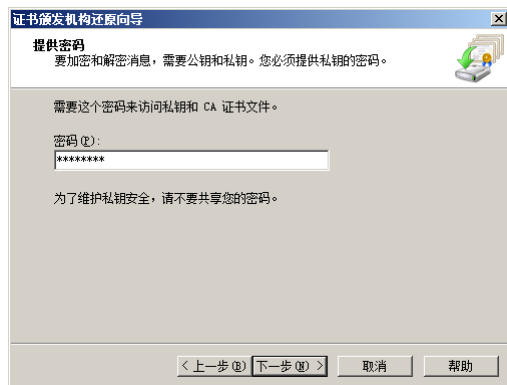 证书颁发机构还原向导
提供密码
要加密和解密消息，需要公钥和私钥。您必须提供私钥的密码。
需要这个密码来访问私钥和 CA 证书文件。
密码(P):
********
为了维护私钥安全，请不要共享您的密码。
< 上一步(B) 下一步(N) > 取消 帮助